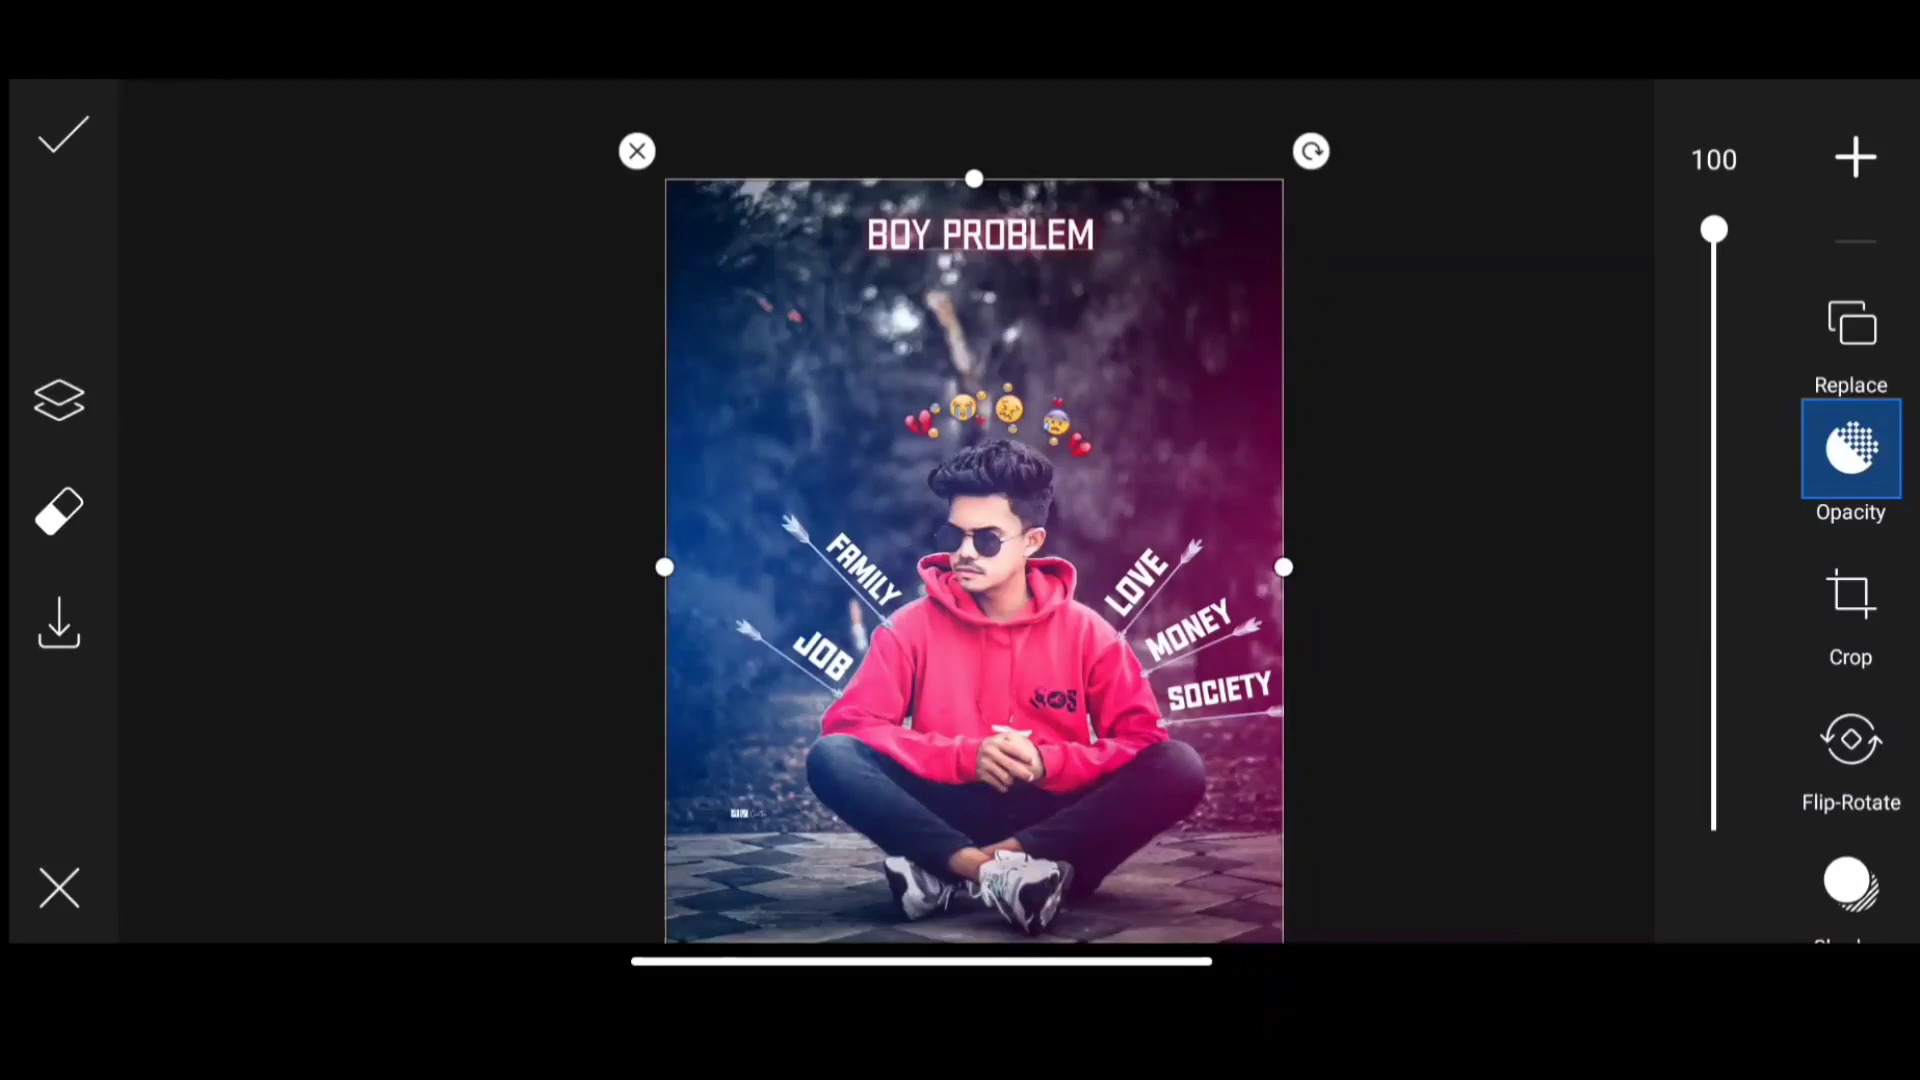 100
BOY PROBLEM
Replace
Opacity
FAMILY
LOVE
Crop
MONEY
JOB
SOCIETY
Flip-Rotate